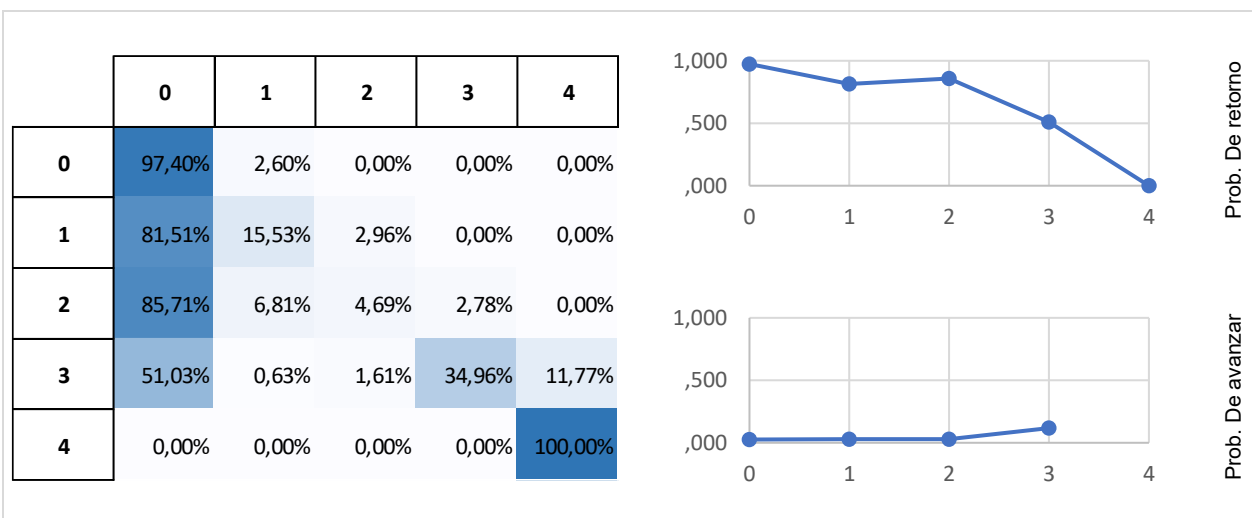 0 1 2 3 4
0 97,40% 2,60% 0,00% 0,00% 0,00%
1 81,51% 15,53% 2,96% 0,00% 0,00%
2 85,71% 6,81% 4,69% 2,78% 0,00%
3 51,03% 0,63% 1,61% 34,96% 11,77%
4 0,00% 0,00% 0,00% 0,00% 100,00%
1,000
,500
,000
0 1 2 3 4
Prob. De retorno
1,000
,500
,000
0 1 2 3 4
Prob. De avanzar